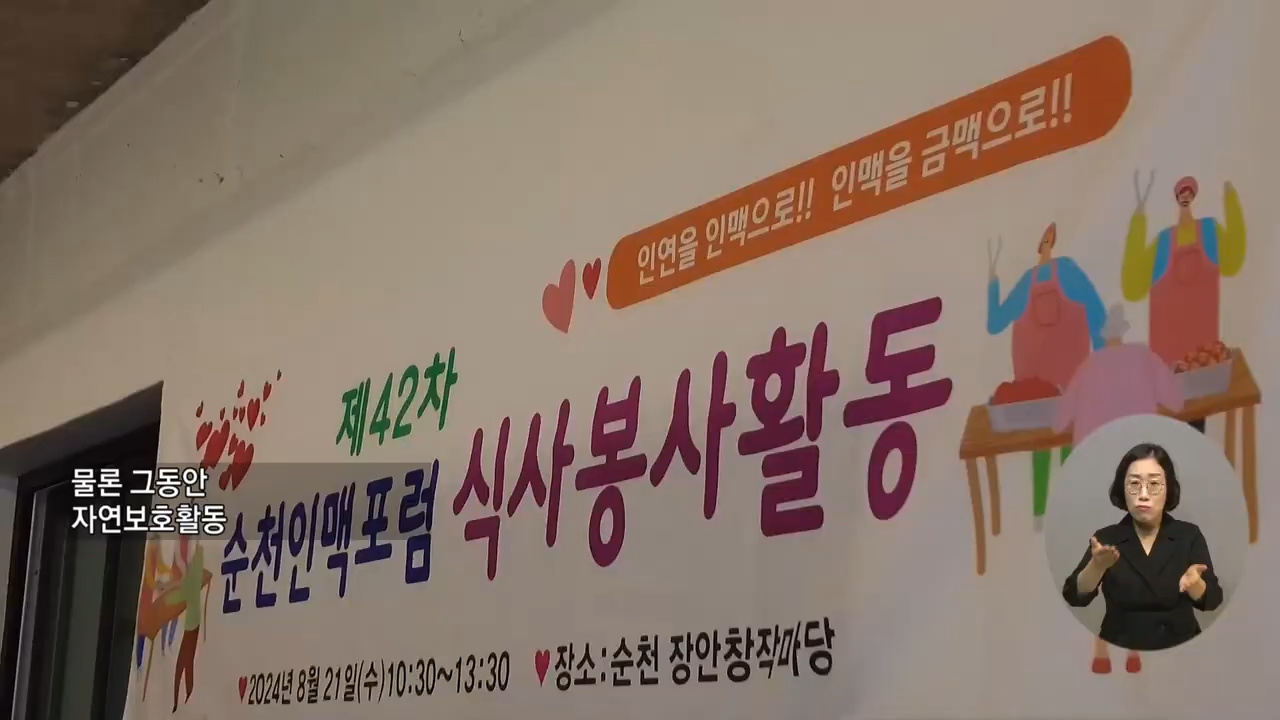 인연을 인맥으로!! 인맥을 금맥으로!!
제42차
순천인맥포럼 식사봉사활동
2024년 8월 21일(수)10:30~13:30 장소:순천 장안창작마당
물론 그동안
자연보호활동